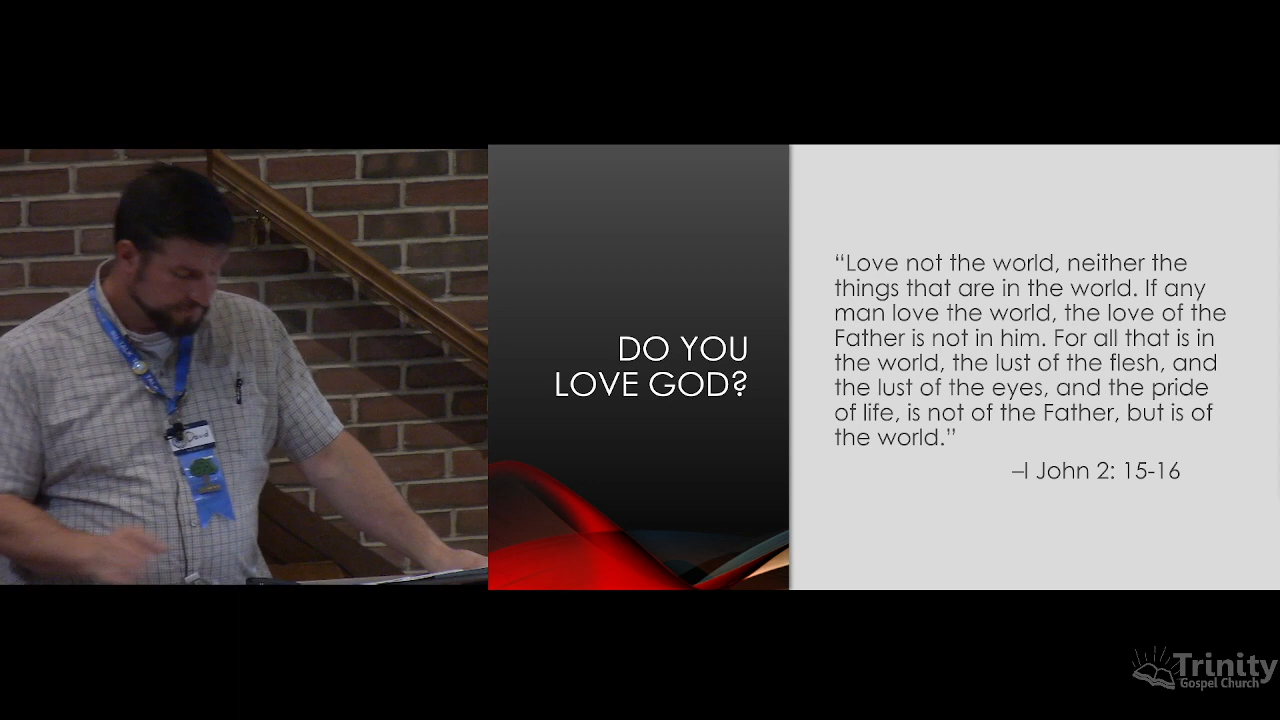 David
DO YOU
LOVE GOD?
“Love not the world, neither the
things that are in the world. If any
man love the world, the love of the
Father is not in him. For all that is in
the world, the lust of the flesh, and
the lust of the eyes, and the pride
of life, is not of the Father, but is of
the world.”
–I John 2: 15-16
Trinity
Gospel Church